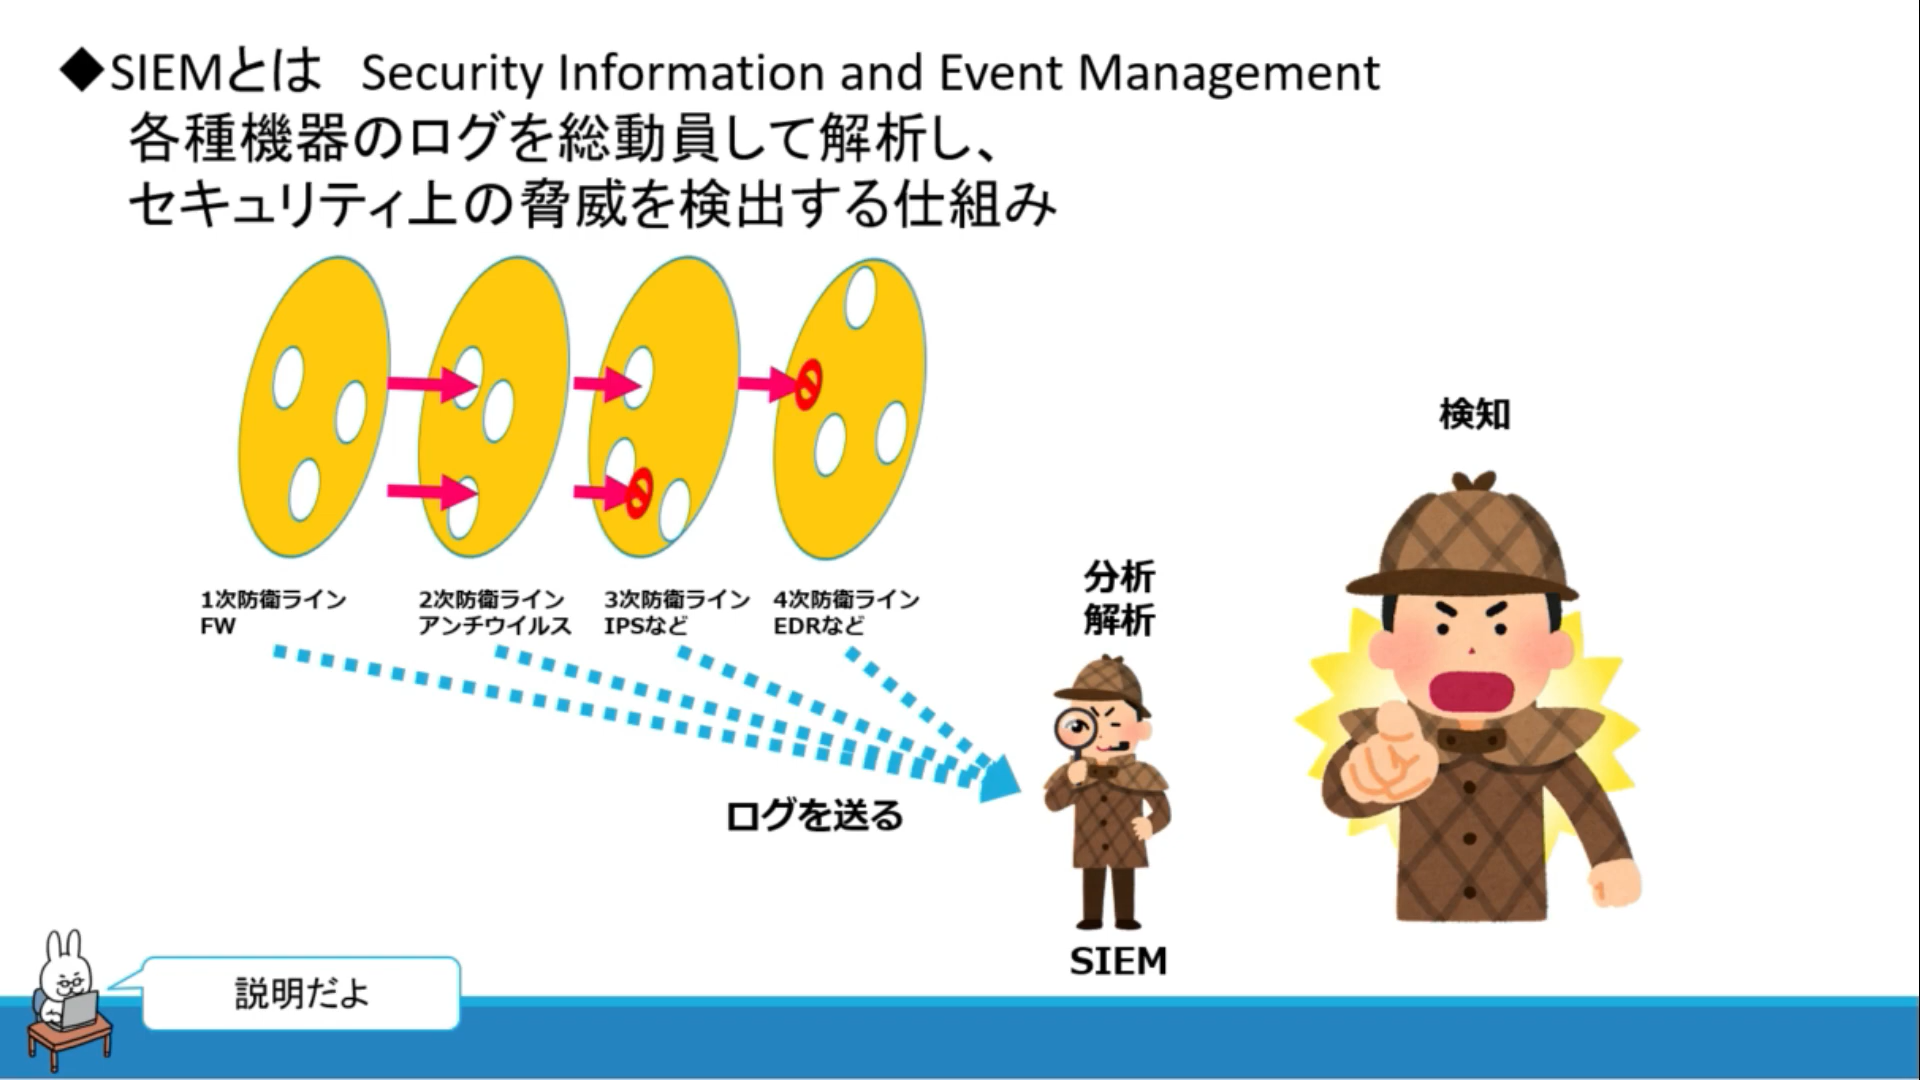 ◆SIEMとは Security Information and Event Management
各種機器のログを総動員して解析し、
セキュリティ上の脅威を検出する仕組み
検知
分析
解析
1次防衛ライン
FW
2次防衛ライン
アンチウイルス
3次防衛ライン
IPSなど
4次防衛ライン
EDRなど
ログを送る
SIEM
説明だよ